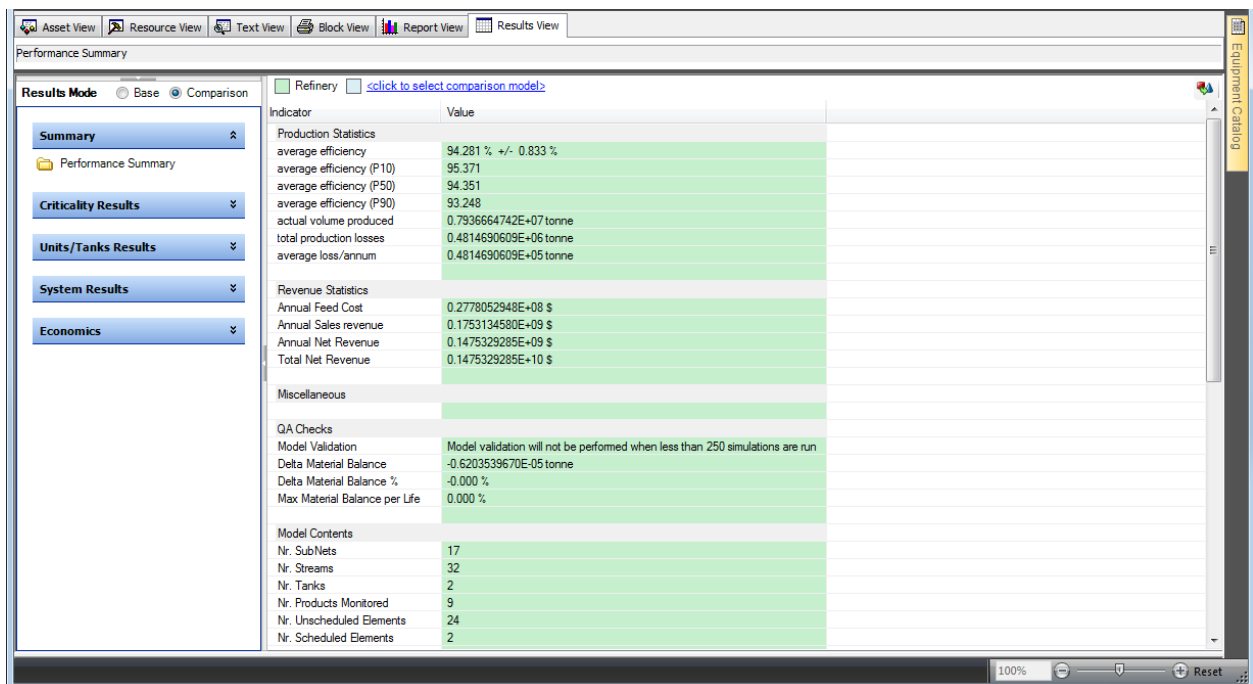 Asset View Resource View Text View Block View Report View Results View
Performance Summary
Equipment Catalog
Results Mode Base Comparison
Summary
Performance Summary
Criticality Results
Units/Tanks Results
System Results
Economics
Refinery <click to select comparison model>
Indicator Value
Production Statistics
average efficiency 94.281 % +/- 0.833 %
average efficiency (P10) 95.371
average efficiency (P50) 94.351
average efficiency (P90) 93.248
actual volume produced 0.7936664742E+07 tonne
total production losses 0.4814690609E+06 tonne
average loss/annum 0.4814690609E+05 tonne
Revenue Statistics
Annual Feed Cost 0.2778052948E+08 $
Annual Sales revenue 0.1753134580E+09 $
Annual Net Revenue 0.1475329285E+09 $
Total Net Revenue 0.1475329285E+10 $
Miscellaneous
QA Checks
Model Validation Model validation will not be performed when less than 250 simulations are run
Delta Material Balance -0.6203539670E-05 tonne
Delta Material Balance % -0.000 %
Max Material Balance per Life 0.000 %
Model Contents
Nr. SubNets 17
Nr. Streams 32
Nr. Tanks 2
Nr. Products Monitored 9
Nr. Unscheduled Elements 24
Nr. Scheduled Elements 2
100% Reset